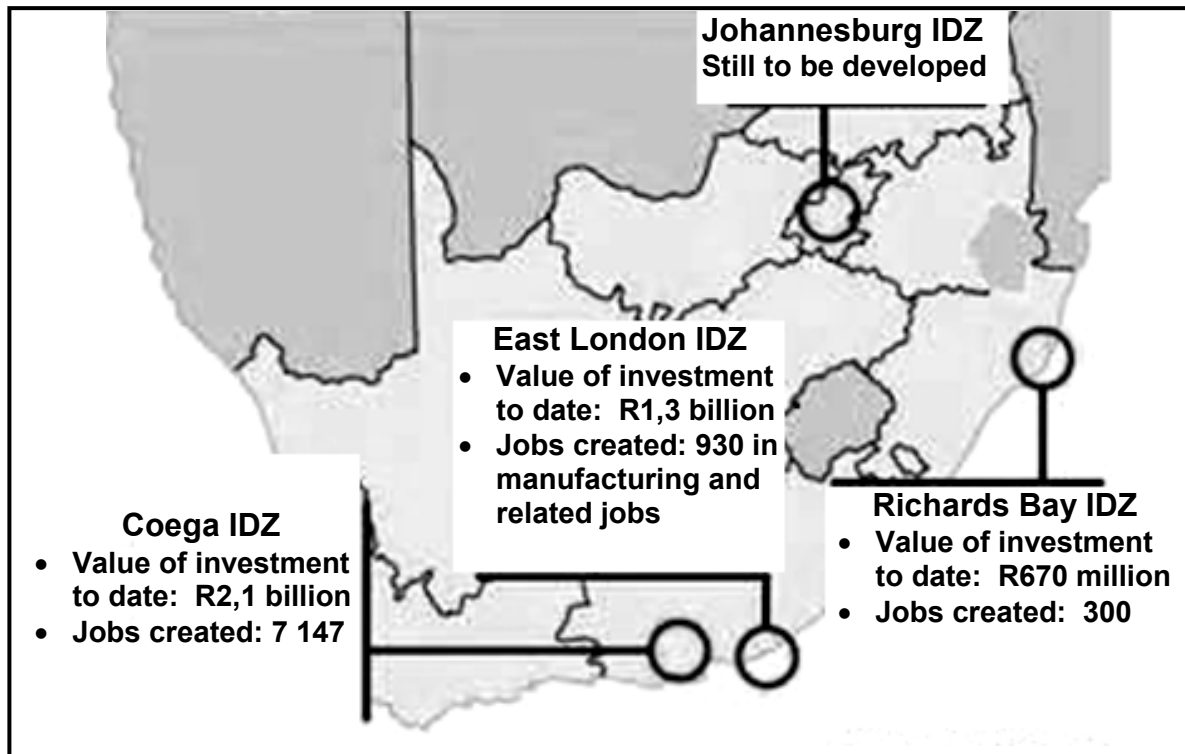 Johannesburg IDZ
Still to be developed
East London IDZ
• Value of investment
to date: R1,3 billion
• Jobs created: 930 in
manufacturing and
related jobs
Coega IDZ
• Value of investment
to date: R2,1 billion
• Jobs created: 7 147
Richards Bay IDZ
• Value of investment
to date: R670 million
• Jobs created: 300